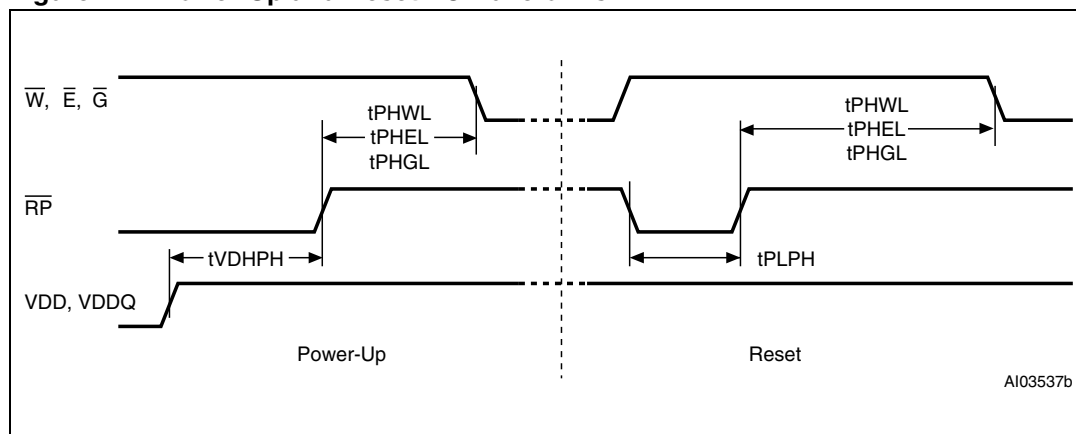 W, E, G
tPHWL
tPHEL
tPHGL
tPHWL
tPHEL
tPHGL
RP
tVDHPH
tPLPH
VDD, VDDQ
Power-Up
Reset
AI03537b